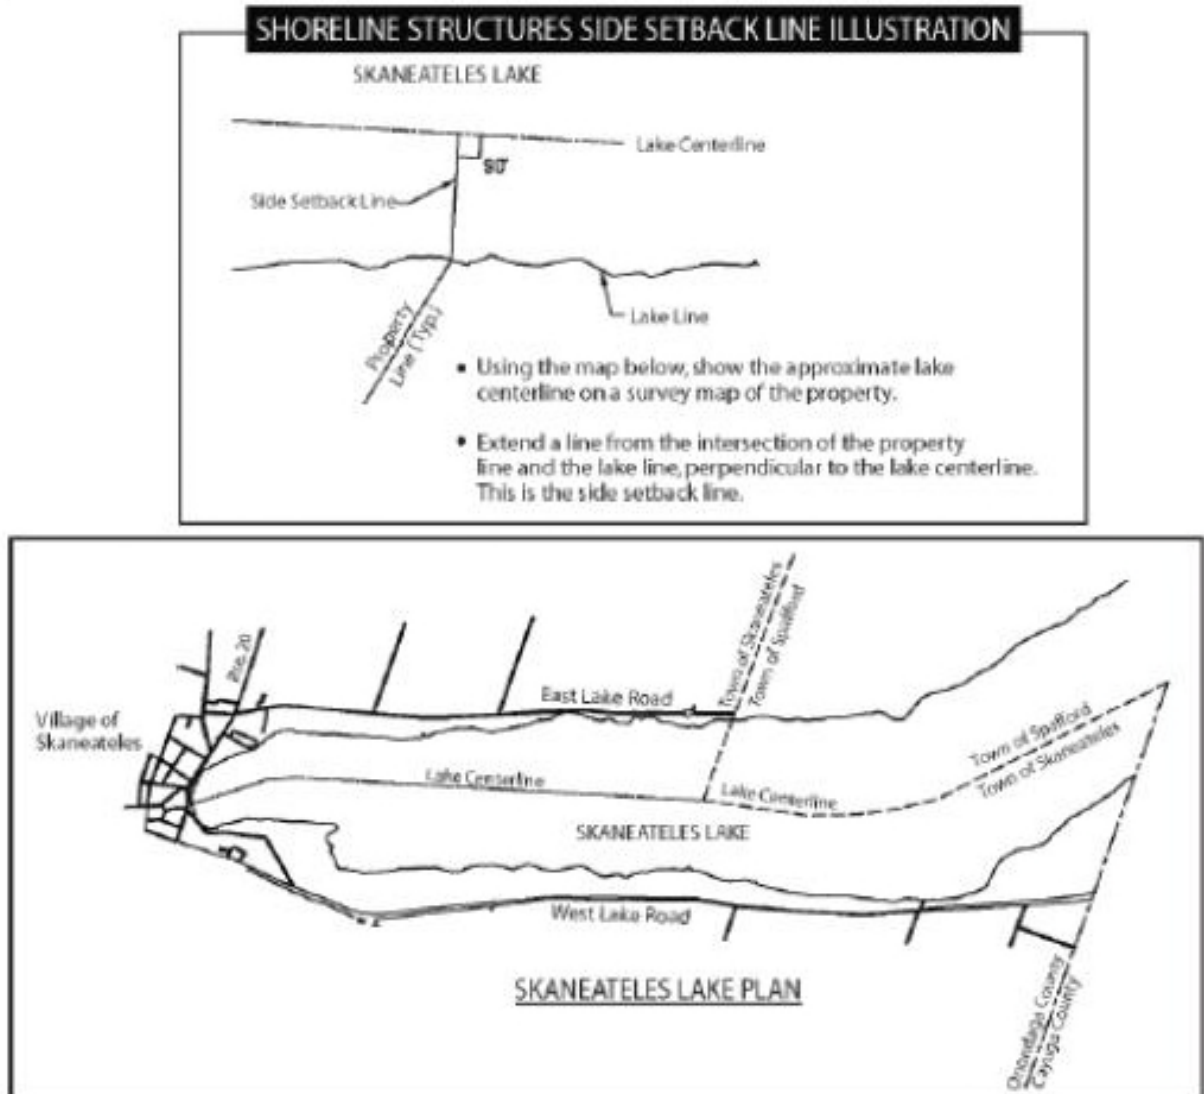 SHORELINE STRUCTURES SIDE SETBACK LINE ILLUSTRATION
SKANEATELES LAKE
Lake Centerline
90°
Side Setback Line
Lake Line
Property
Line (Typ.)
• Using the map below, show the approximate lake
centerline on a survey map of the property.
• Extend a line from the intersection of the property
line and the lake line, perpendicular to the lake centerline.
This is the side setback line.
Town of Skaneateles
Town of Spafford
Rte. 20
East Lake Road
Village of
Skaneateles
Town of Spafford
Town of Skaneateles
Lake Centerline
Lake Centerline
SKANEATELES LAKE
West Lake Road
SKANEATELES LAKE PLAN
Onondaga County
Cayuga County